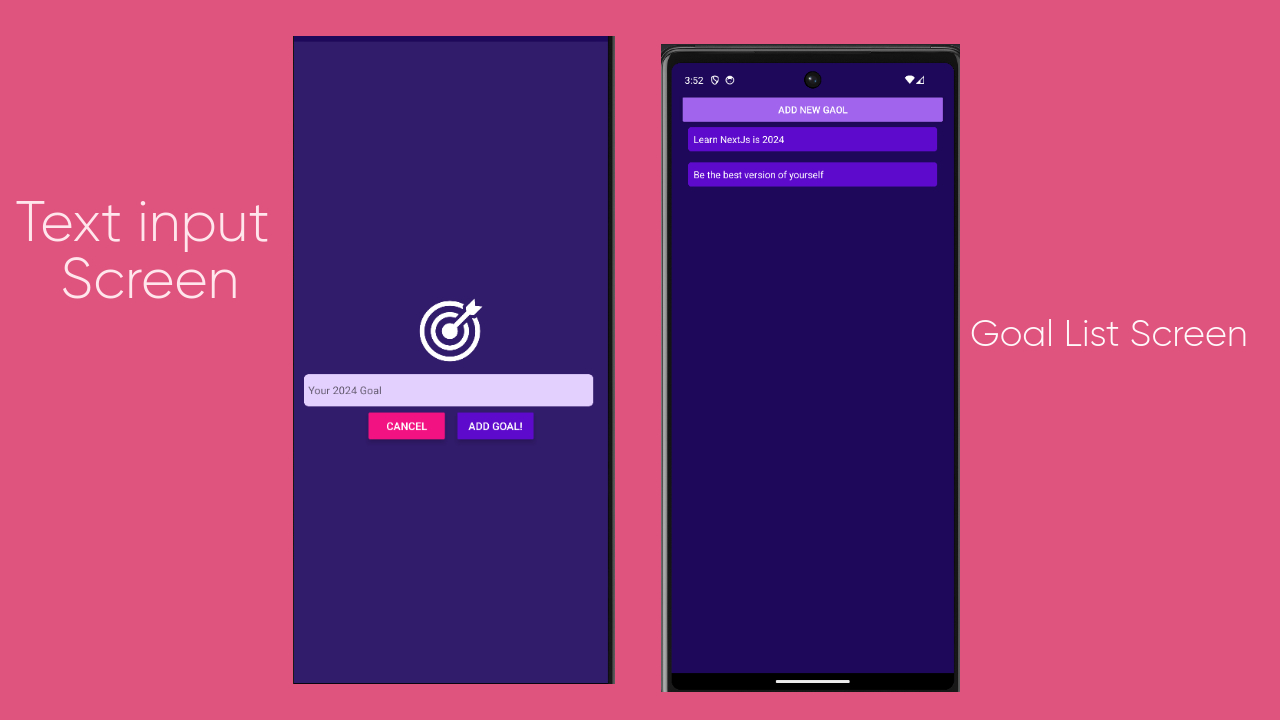 Text input
Screen
Your 2024 Goal
CANCEL
ADD GOAL!
3:52
ADD NEW GAOL
Learn NextJs is 2024
Be the best version of yourself
Goal List Screen